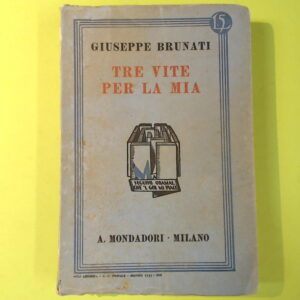 15
GIUSEPPE BRUNATI
TRE VITE
PER LA MIA
A. MONDADORI · MILANO